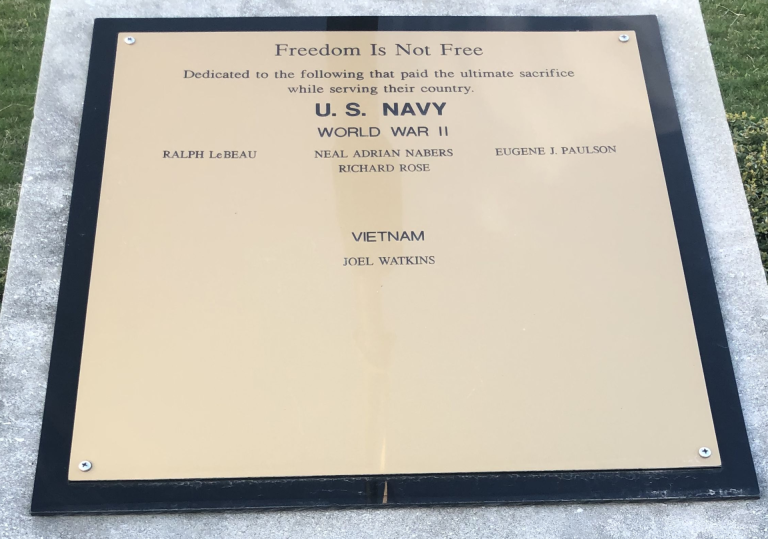 Freedom Is Not Free
Dedicated to the following that paid the ultimate sacrifice
while serving their country.
U. S. NAVY
WORLD WAR II
RALPH LeBEAU NEAL ADRIAN NABERS EUGENE J. PAULSON
RICHARD ROSE
VIETNAM
JOEL WATKINS